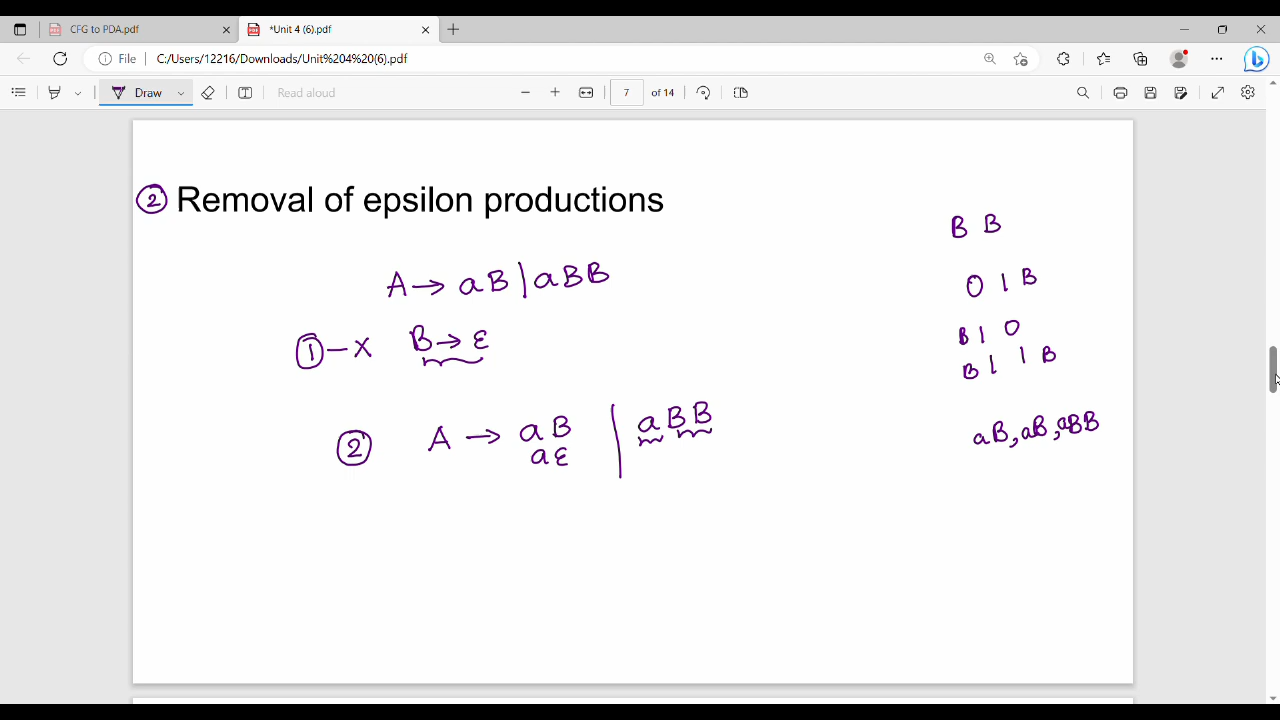 CFG to PDA.pdf
*Unit 4 (6).pdf
File C:/Users/12216/Downloads/Unit%204%20(6).pdf
Draw Read aloud 7 of 14
② Removal of epsilon productions
A → aB | aBB
① – X B → ε
② A → aB | aBB
aε
B B
0 | B
B | 0
B | | B
aB, aB, aBB